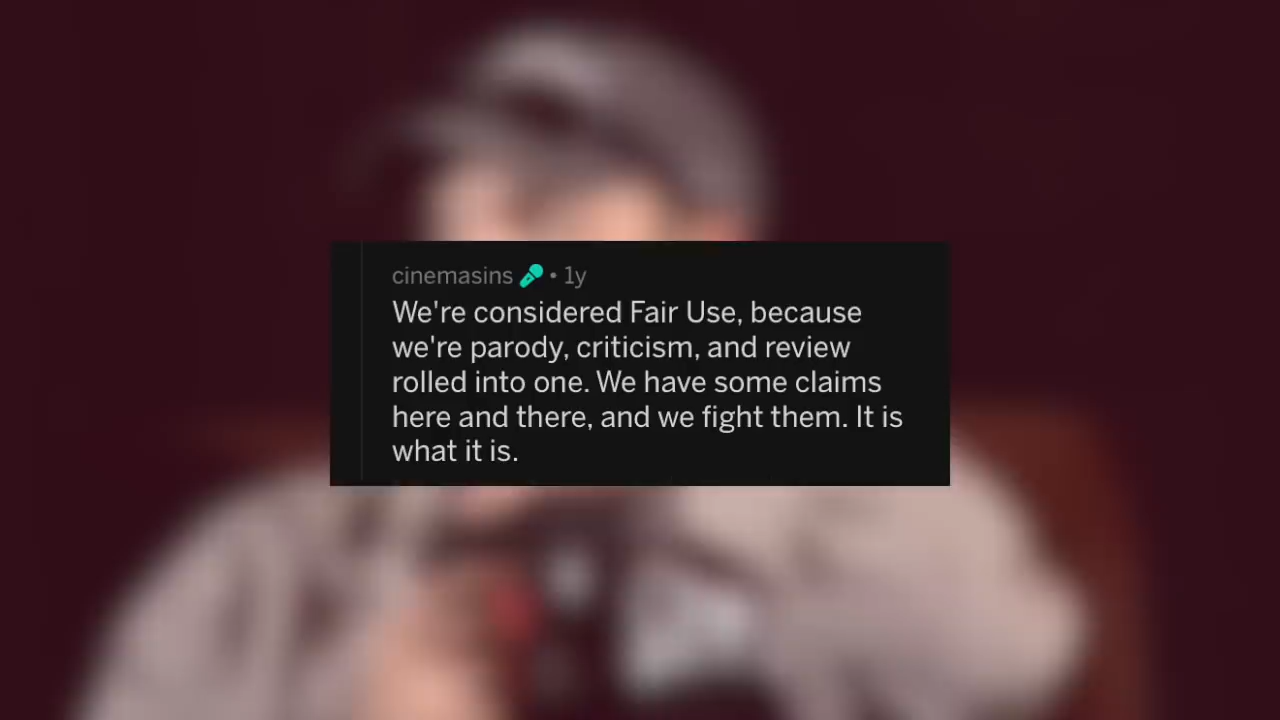 cinemasins 🎤 • 1y
We're considered Fair Use, because
we're parody, criticism, and review
rolled into one. We have some claims
here and there, and we fight them. It is
what it is.